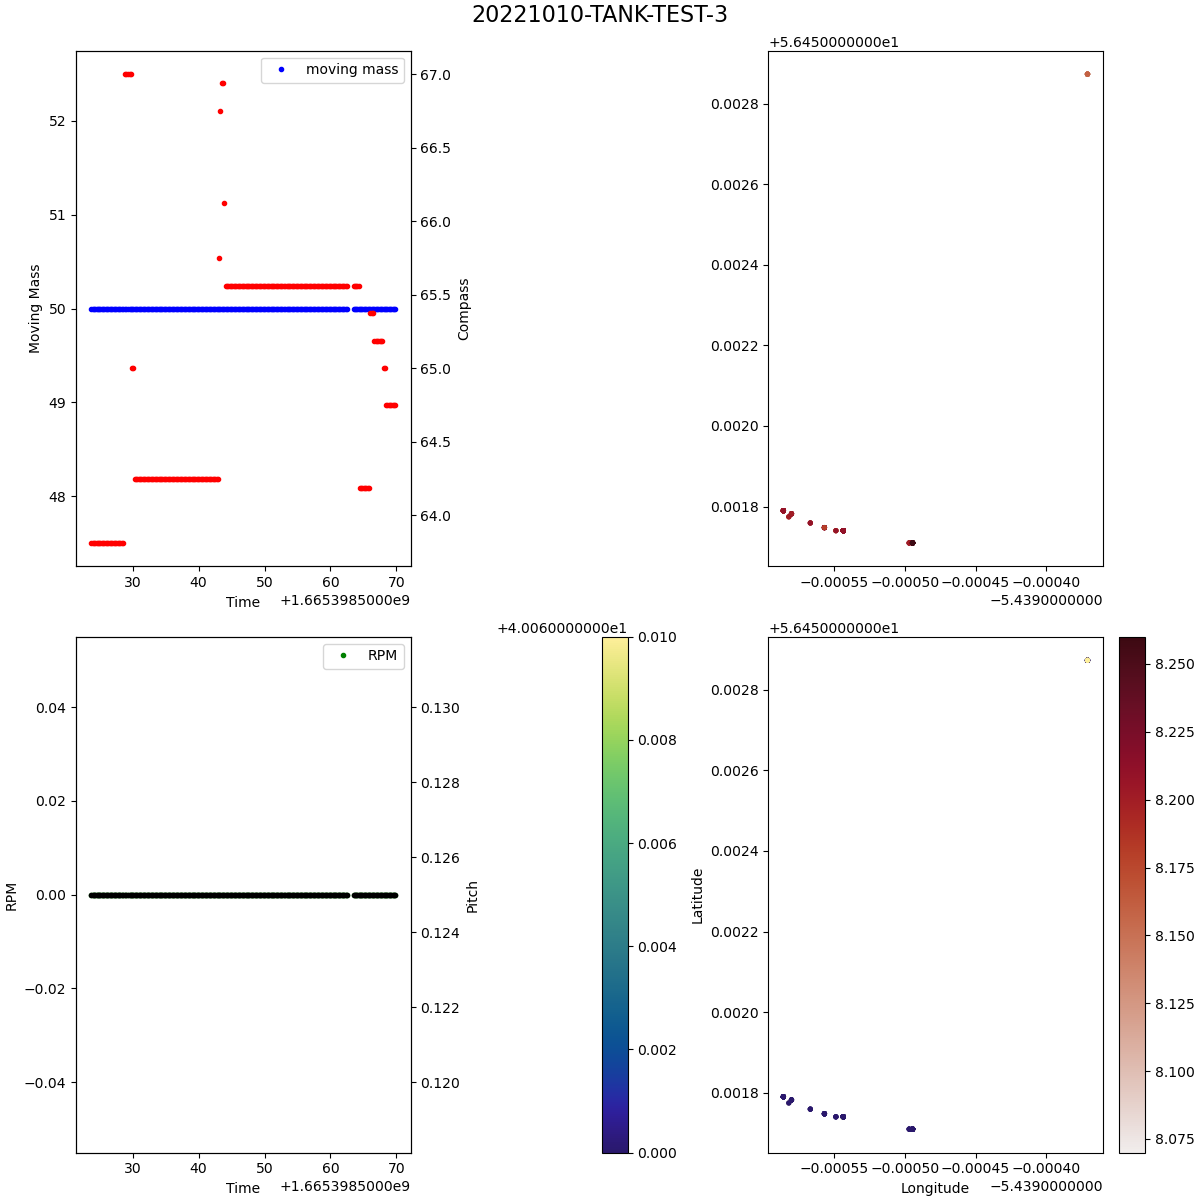 20221010-TANK-TEST-3
moving mass
52
51
50
49
48
Moving Mass
67.0
66.5
66.0
65.5
65.0
64.5
64.0
Compass
30 40 50 60 70
Time +1.6653985000e9
+5.6450000000e1
0.0028
0.0026
0.0024
0.0022
0.0020
0.0018
−0.00055 −0.00050 −0.00045 −0.00040
−5.4390000000
RPM
0.04
0.02
0.00
−0.02
−0.04
RPM
0.130
0.128
0.126
0.124
0.122
0.120
Pitch
30 40 50 60 70
Time +1.6653985000e9
+4.0060000000e1
0.010
0.008
0.006
0.004
0.002
0.000
+5.6450000000e1
0.0028
0.0026
0.0024
0.0022
0.0020
0.0018
Latitude
−0.00055 −0.00050 −0.00045 −0.00040
Longitude −5.4390000000
8.250
8.225
8.200
8.175
8.150
8.125
8.100
8.075